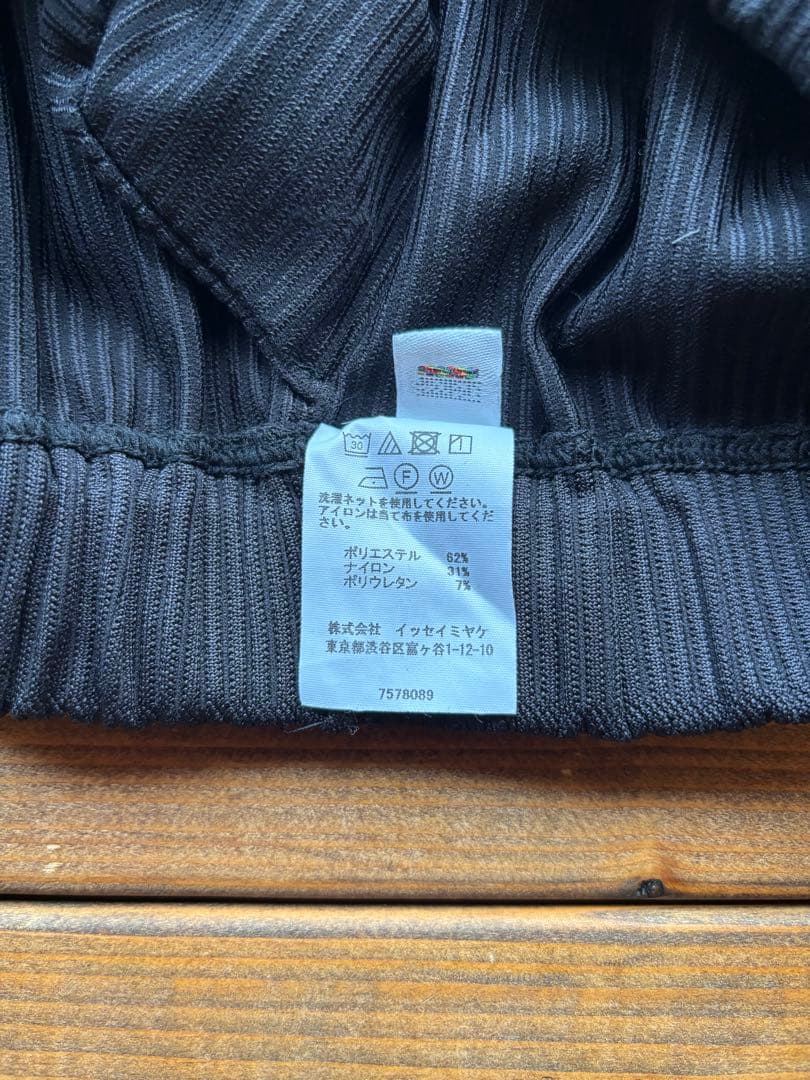 30
F W
洗濯ネットを使用してください。
アイロンは当て布を使用してくだ
さい。
ポリエステル 62%
ナイロン 31%
ポリウレタン 7%
株式会社 イッセイミヤケ
東京都渋谷区富ヶ谷1-12-10
7578089